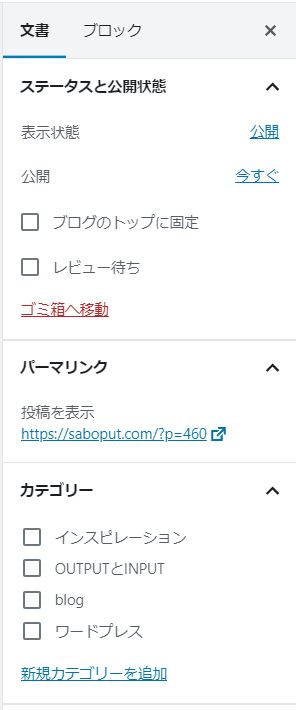 文書 ブロック ×
ステータスと公開状態
表示状態 公開
公開 今すぐ
ブログのトップに固定
レビュー待ち
ゴミ箱へ移動
パーマリンク
投稿を表示
https://saboput.com/?p=460
カテゴリー
インスピレーション
OUTPUTとINPUT
blog
ワードプレス
新規カテゴリーを追加